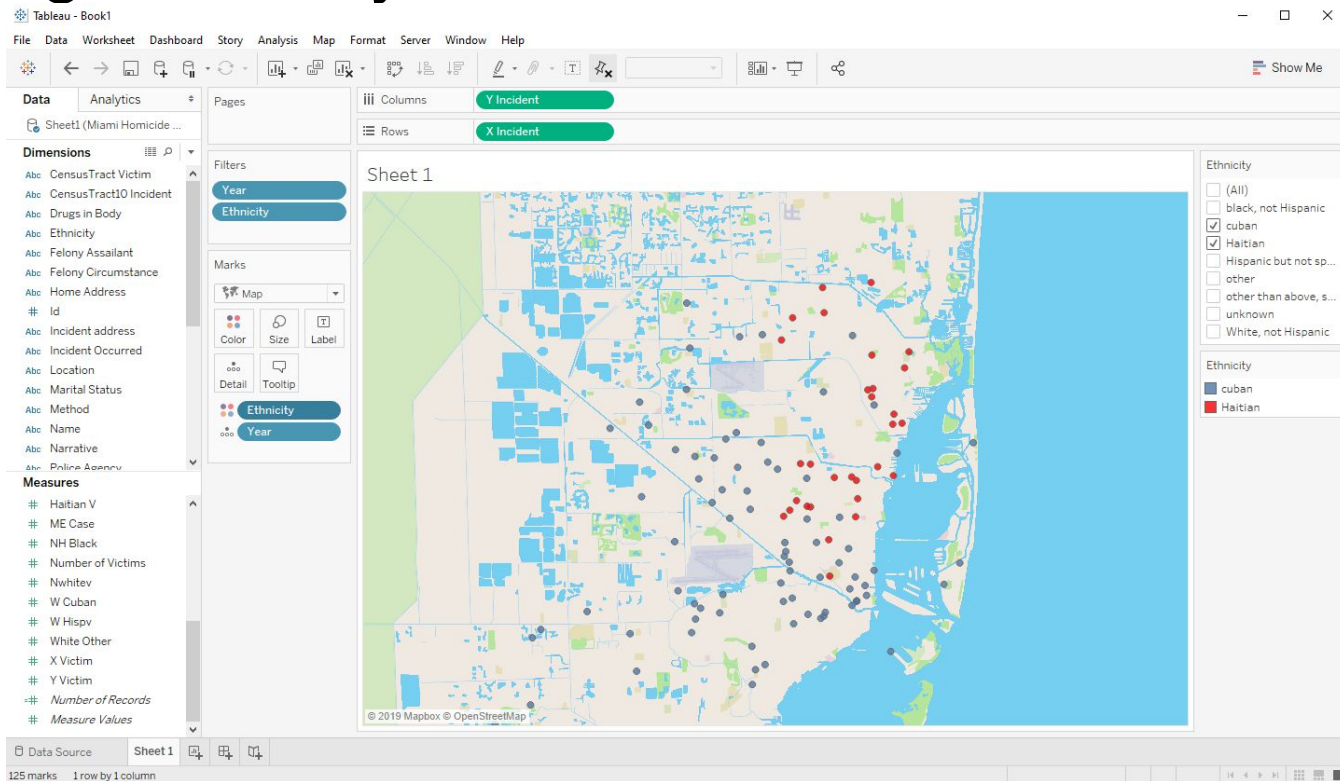 Tableau - Book1
File Data Worksheet Dashboard Story Analysis Map Format Server Window Help
Show Me
Data Analytics
Sheet1 (Miami Homicide ...
Dimensions
Abc CensusTract Victim
Abc CensusTract10 Incident
Abc Drugs in Body
Abc Ethnicity
Abc Felony Assailant
Abc Felony Circumstance
Abc Home Address
# Id
Abc Incident address
Abc Incident Occurred
Abc Location
Abc Marital Status
Abc Method
Abc Name
Abc Narrative
Abc Police Agency
Measures
# Haitian V
# ME Case
# NH Black
# Number of Victims
# Nwhitev
# W Cuban
# W Hispv
# White Other
# X Victim
# Y Victim
=# Number of Records
# Measure Values
Pages
Filters
Year
Ethnicity
Marks
Map
Color Size Label
Detail Tooltip
Ethnicity
Year
Columns Y Incident
Rows X Incident
Sheet 1
© 2019 Mapbox © OpenStreetMap
Ethnicity
(All)
black, not Hispanic
cuban
Haitian
Hispanic but not sp...
other
other than above, s...
unknown
White, not Hispanic
Ethnicity
cuban
Haitian
Data Source Sheet 1
125 marks 1 row by 1 column